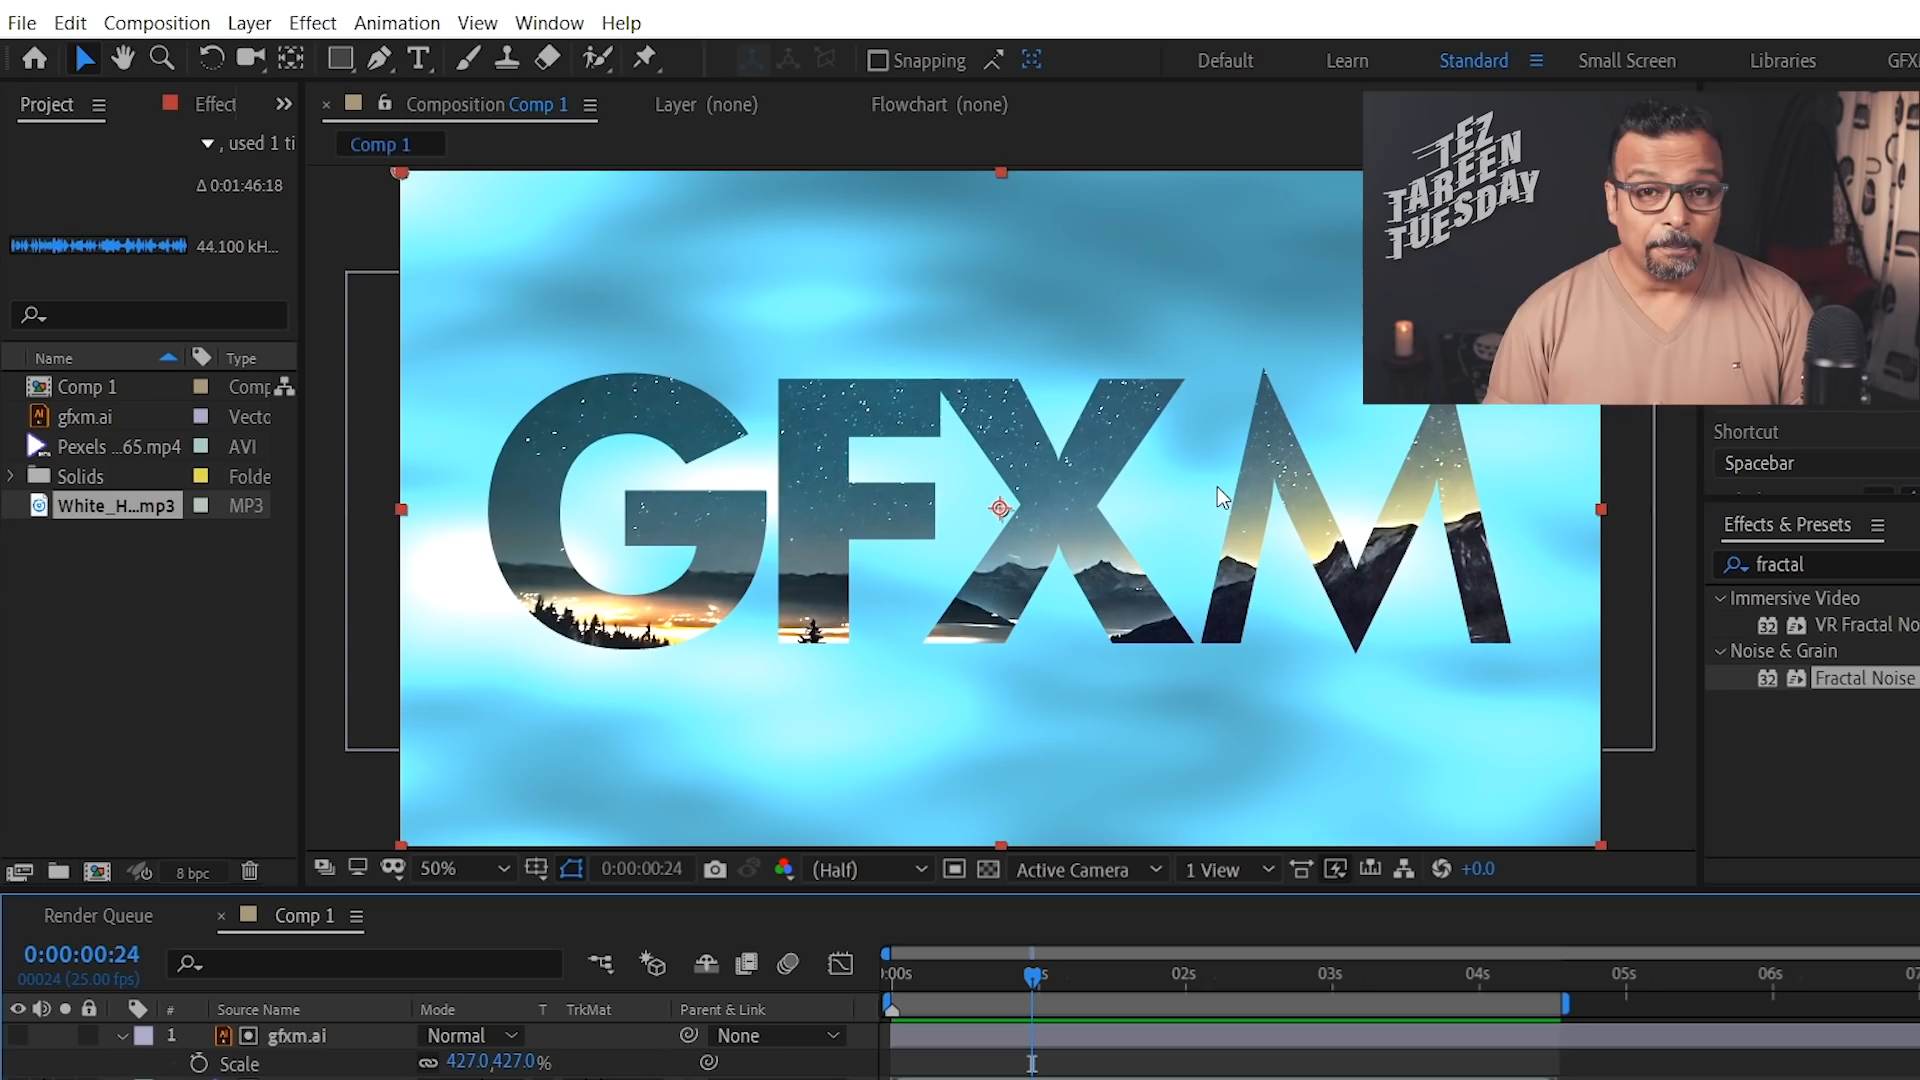 File Edit Composition Layer Effect Animation View Window Help
Snapping Default Learn Standard Small Screen Libraries GFX
Project Effect
Composition Comp 1 Layer (none) Flowchart (none)
Comp 1
, used 1 ti
Δ 0:01:46:18
44.100 kH...
Name Type
Comp 1 Comp
gfxm.ai Vecto
Pexels ...65.mp4 AVI
Solids Folde
White_H...mp3 MP3
8 bpc
GFXM
TEZ
TAREEN
TUESDAY
Shortcut
Spacebar
Effects & Presets
fractal
Immersive Video
32 VR Fractal No
Noise & Grain
32 Fractal Noise
50% 0:00:00:24 (Half) Active Camera 1 View +0.0
Render Queue Comp 1
0:00:00:24
00024 (25.00 fps)
# Source Name Mode T TrkMat Parent & Link
1 gfxm.ai Normal None
Scale 427.0,427.0%
):00s 02s 03s 04s 05s 06s 07